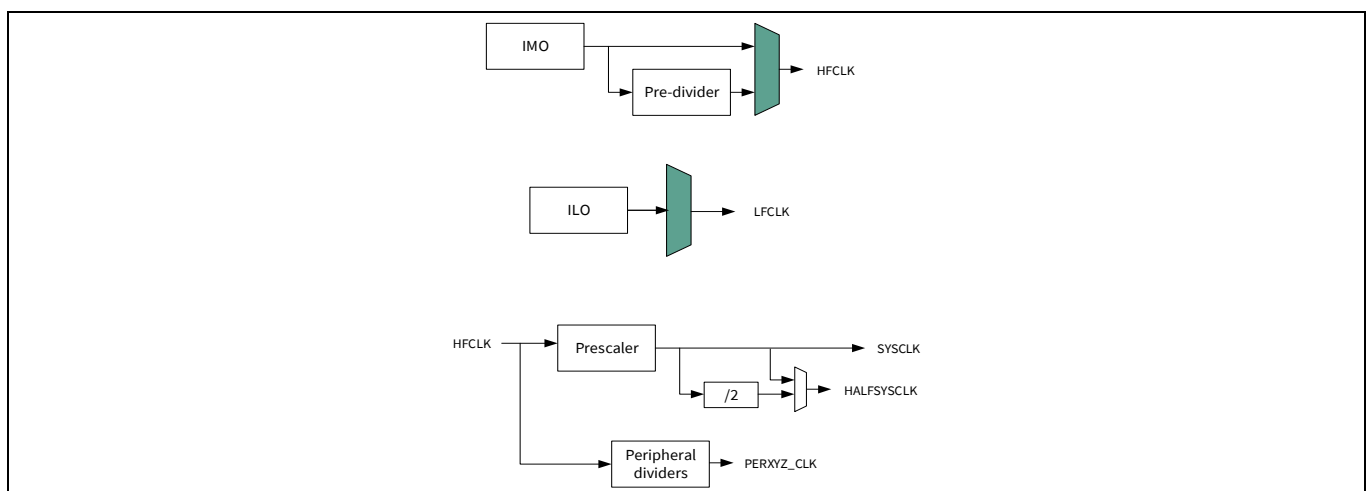 IMO
Pre-divider
HFCLK
ILO
LFCLK
HFCLK
Prescaler
SYSCLK
/2
HALFSYSCLK
Peripheral
dividers
PERXYZ_CLK